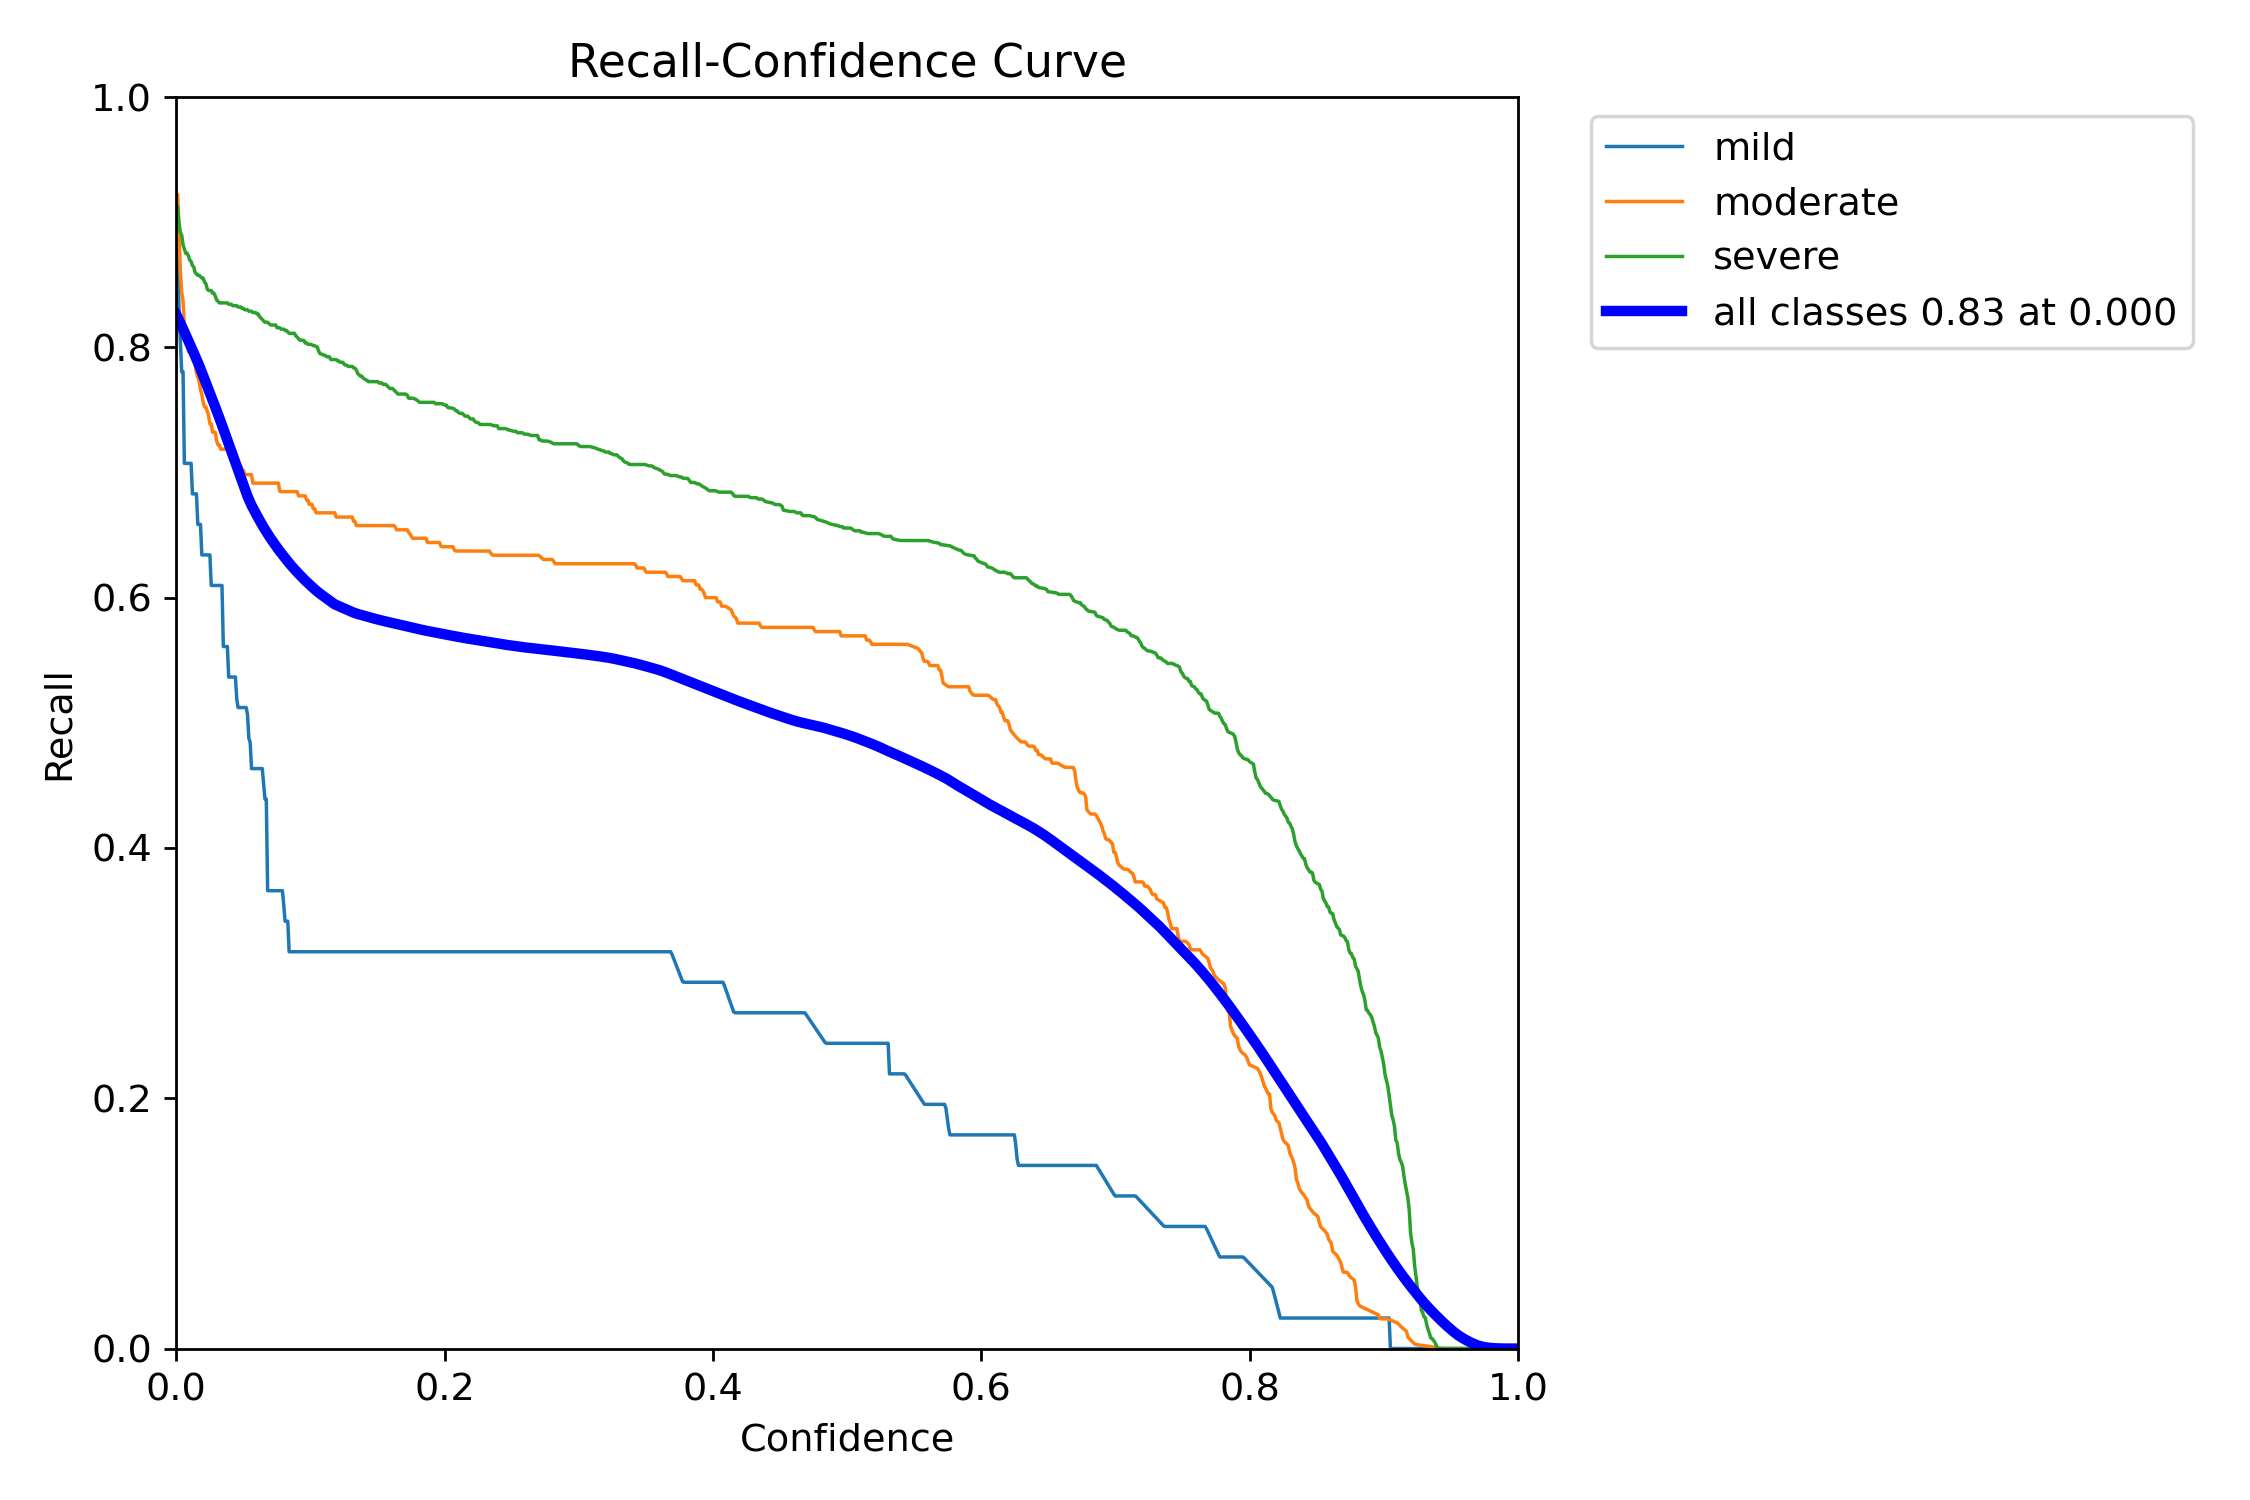 Recall-Confidence Curve
1.0
0.8
0.6
0.4
0.2
0.0
Recall
0.0 0.2 0.4 0.6 0.8 1.0
Confidence
mild
moderate
severe
all classes 0.83 at 0.000